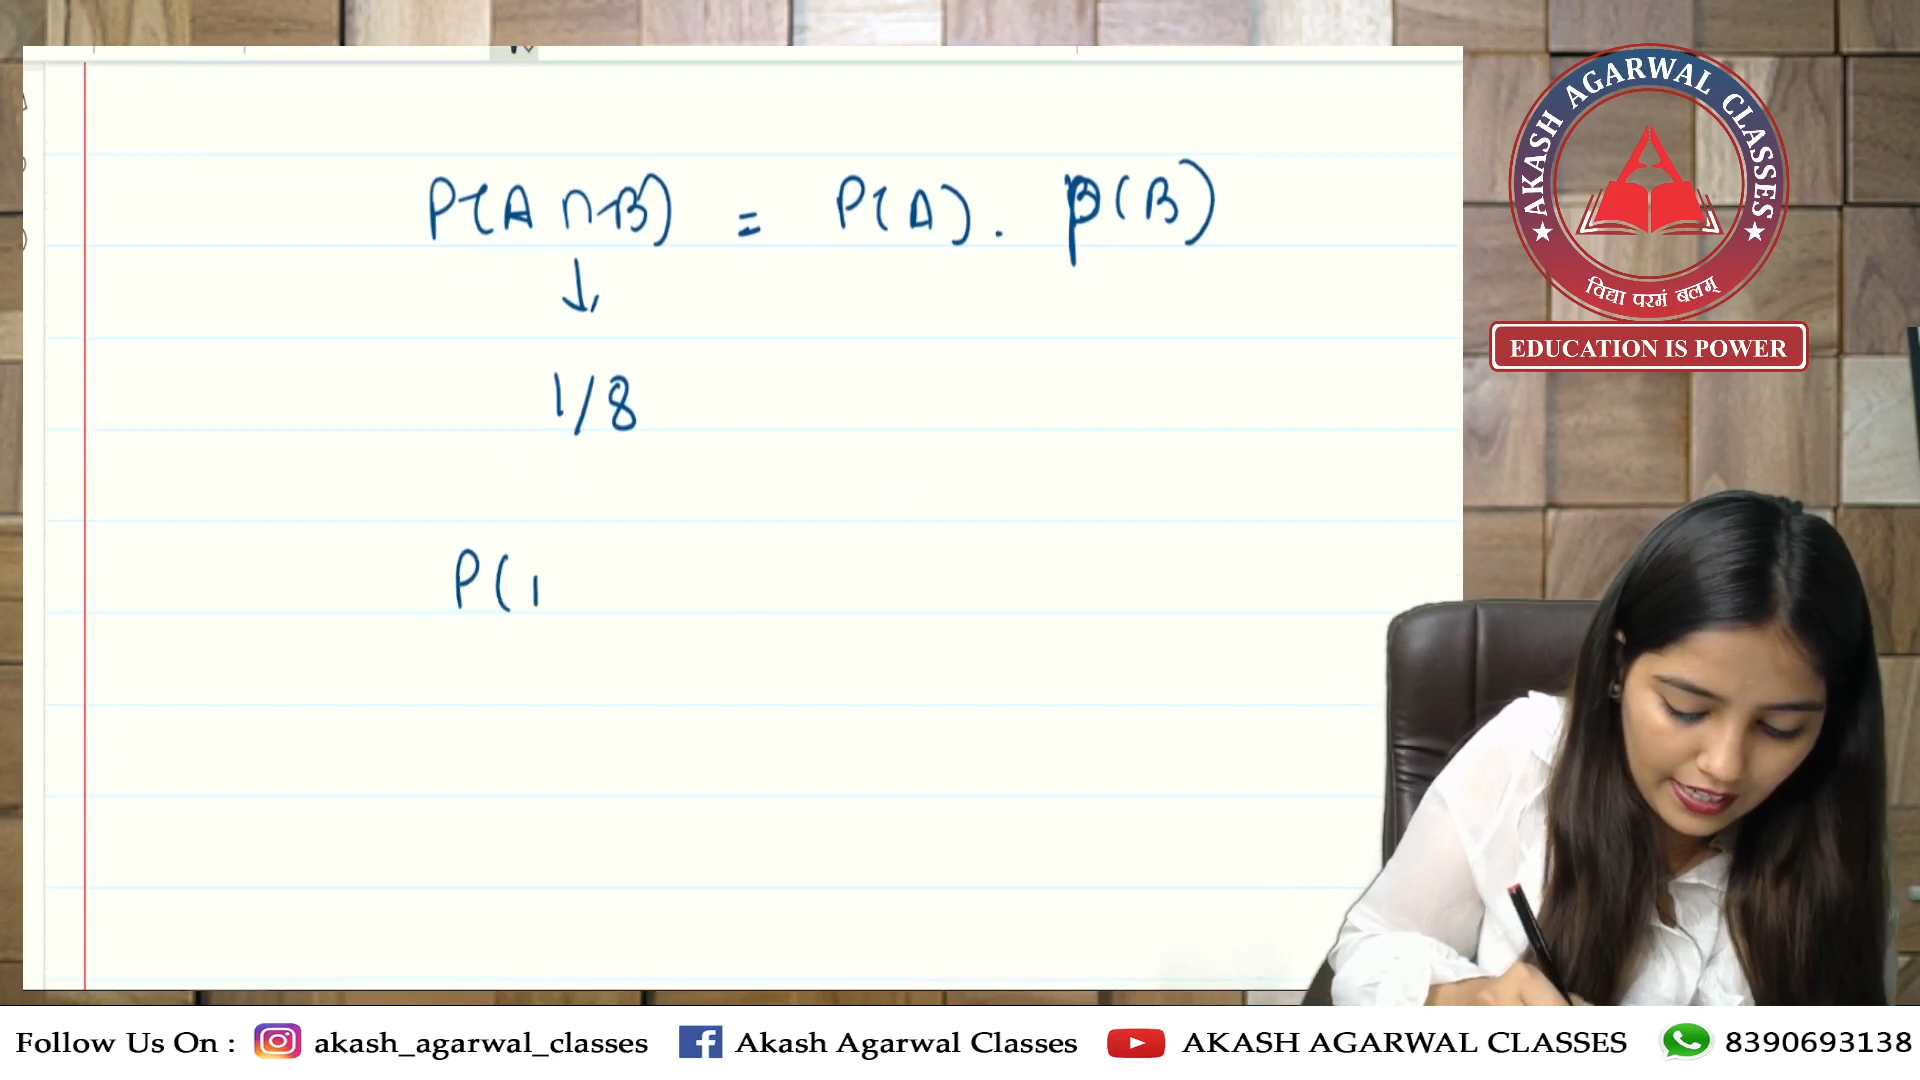 P(A ∩ B) = P(A). P(B)
↓
1/8
P(
AKASH AGARWAL CLASSES
विद्या परमं बलम्
EDUCATION IS POWER
Follow Us On : akash_agarwal_classes Akash Agarwal Classes AKASH AGARWAL CLASSES 8390693138